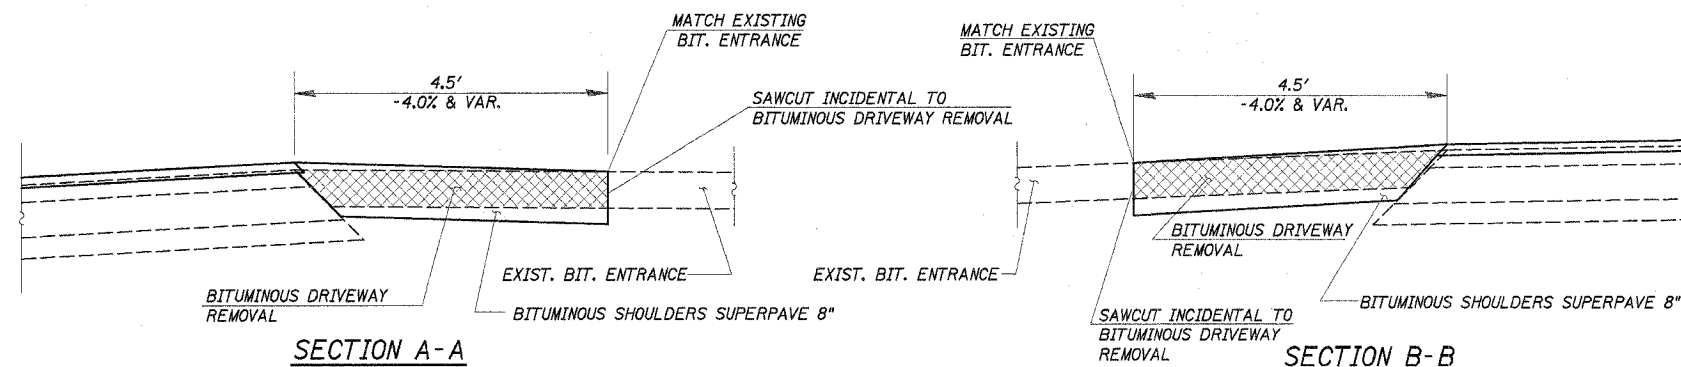 MATCH EXISTING
BIT. ENTRANCE
4.5'
-4.0% & VAR.
SAWCUT INCIDENTAL TO
BITUMINOUS DRIVEWAY REMOVAL
EXIST. BIT. ENTRANCE
BITUMINOUS DRIVEWAY
REMOVAL
BITUMINOUS SHOULDERS SUPERPAVE 8"
SECTION A-A
MATCH EXISTING
BIT. ENTRANCE
4.5'
-4.0% & VAR.
BITUMINOUS DRIVEWAY
REMOVAL
EXIST. BIT. ENTRANCE
BITUMINOUS SHOULDERS SUPERPAVE 8"
SAWCUT INCIDENTAL TO
BITUMINOUS DRIVEWAY
REMOVAL
SECTION B-B